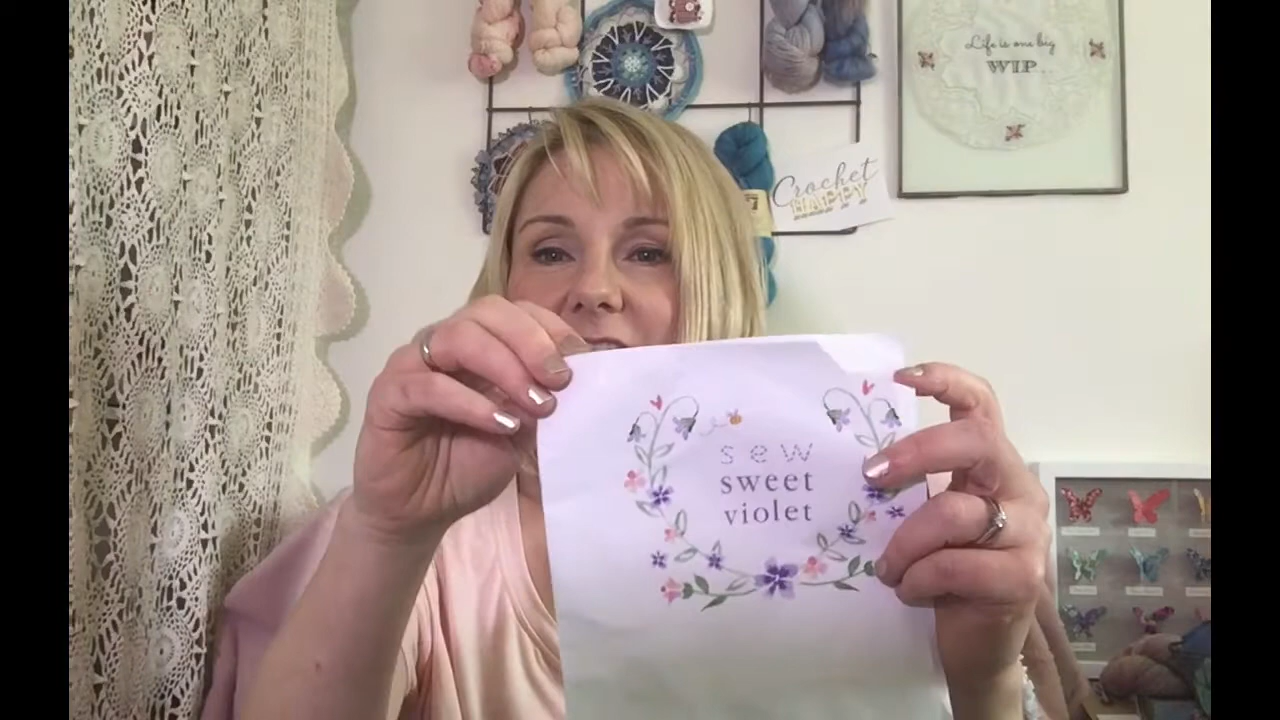 Life is one big
WIP...
Crochet
HAPPY
sew
sweet
violet